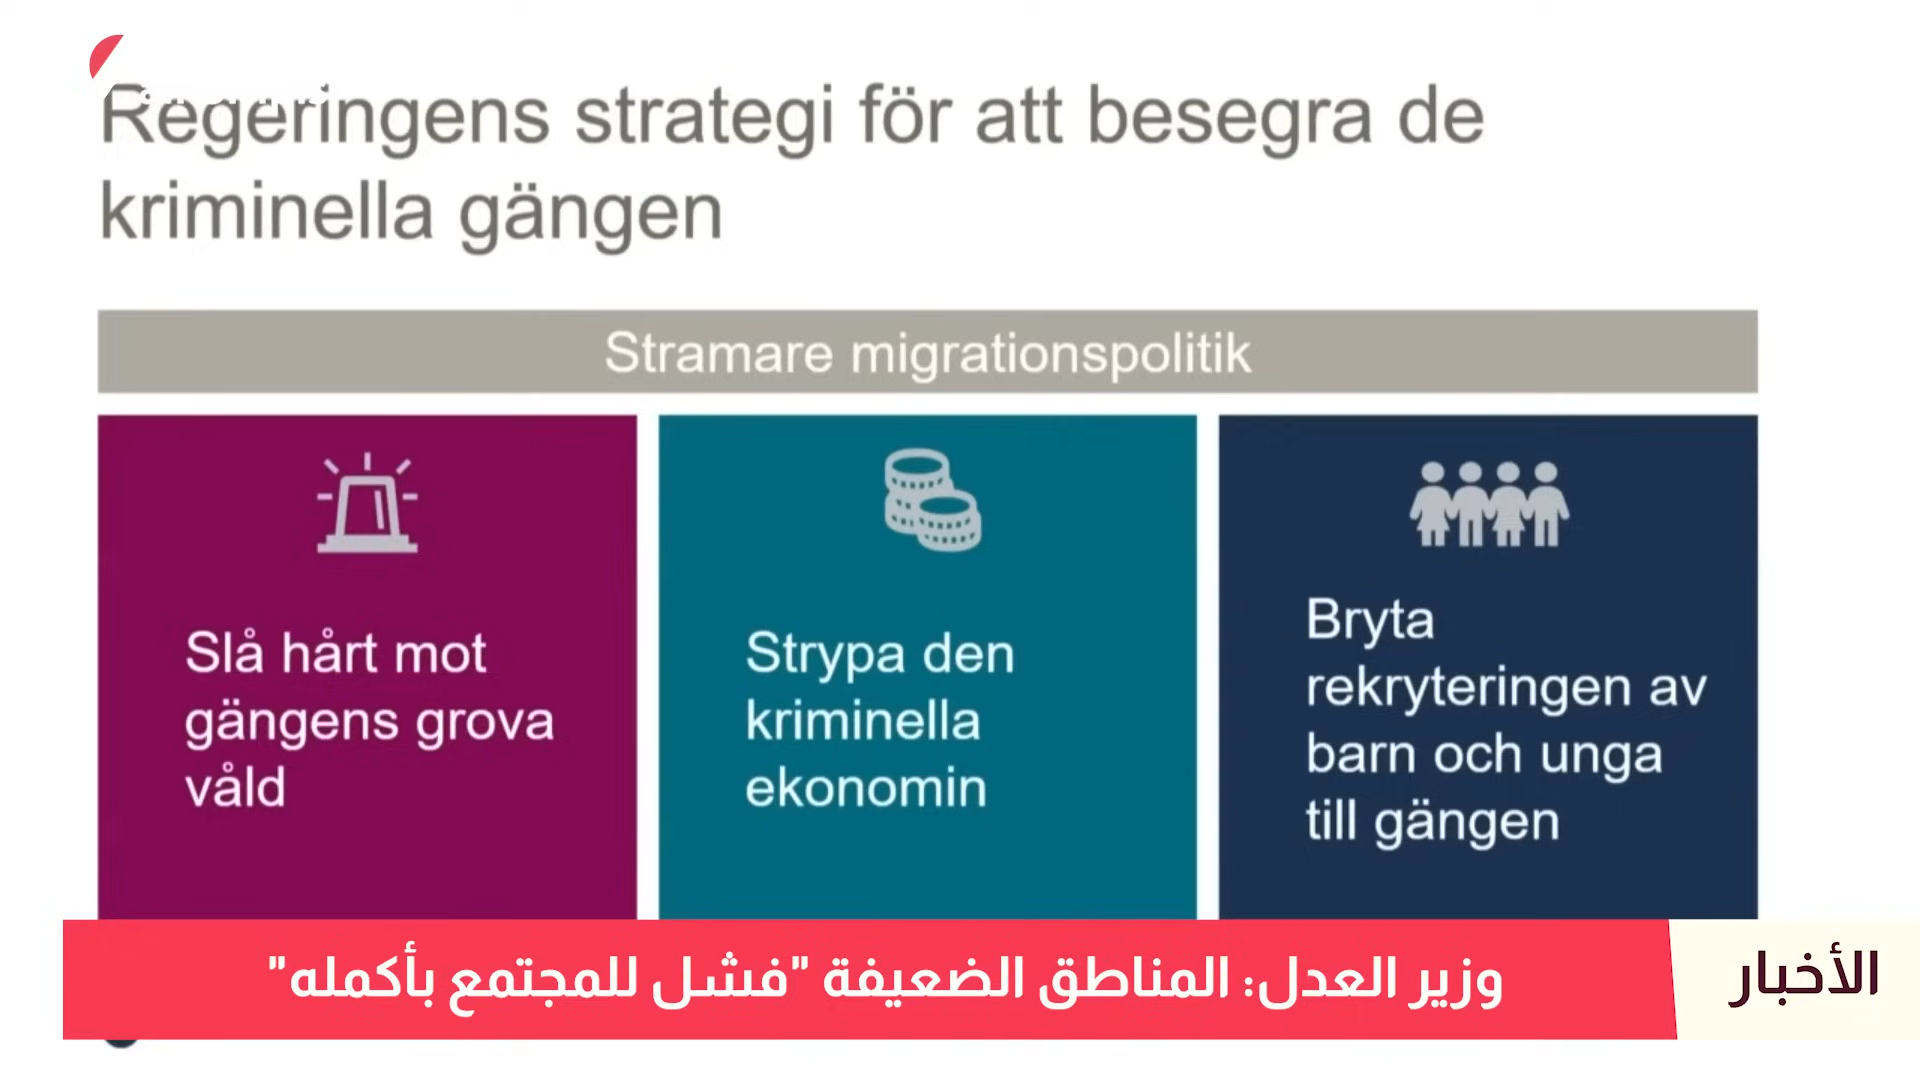 Regeringens strategi för att besegra de
kriminella gängen
Stramare migrationspolitik
Slå hårt mot
gängens grova
våld
Strypa den
kriminella
ekonomin
Bryta
rekryteringen av
barn och unga
till gängen
وزير العدل: المناطق الضعيفة "فشل للمجتمع بأكمله"
الأخبار